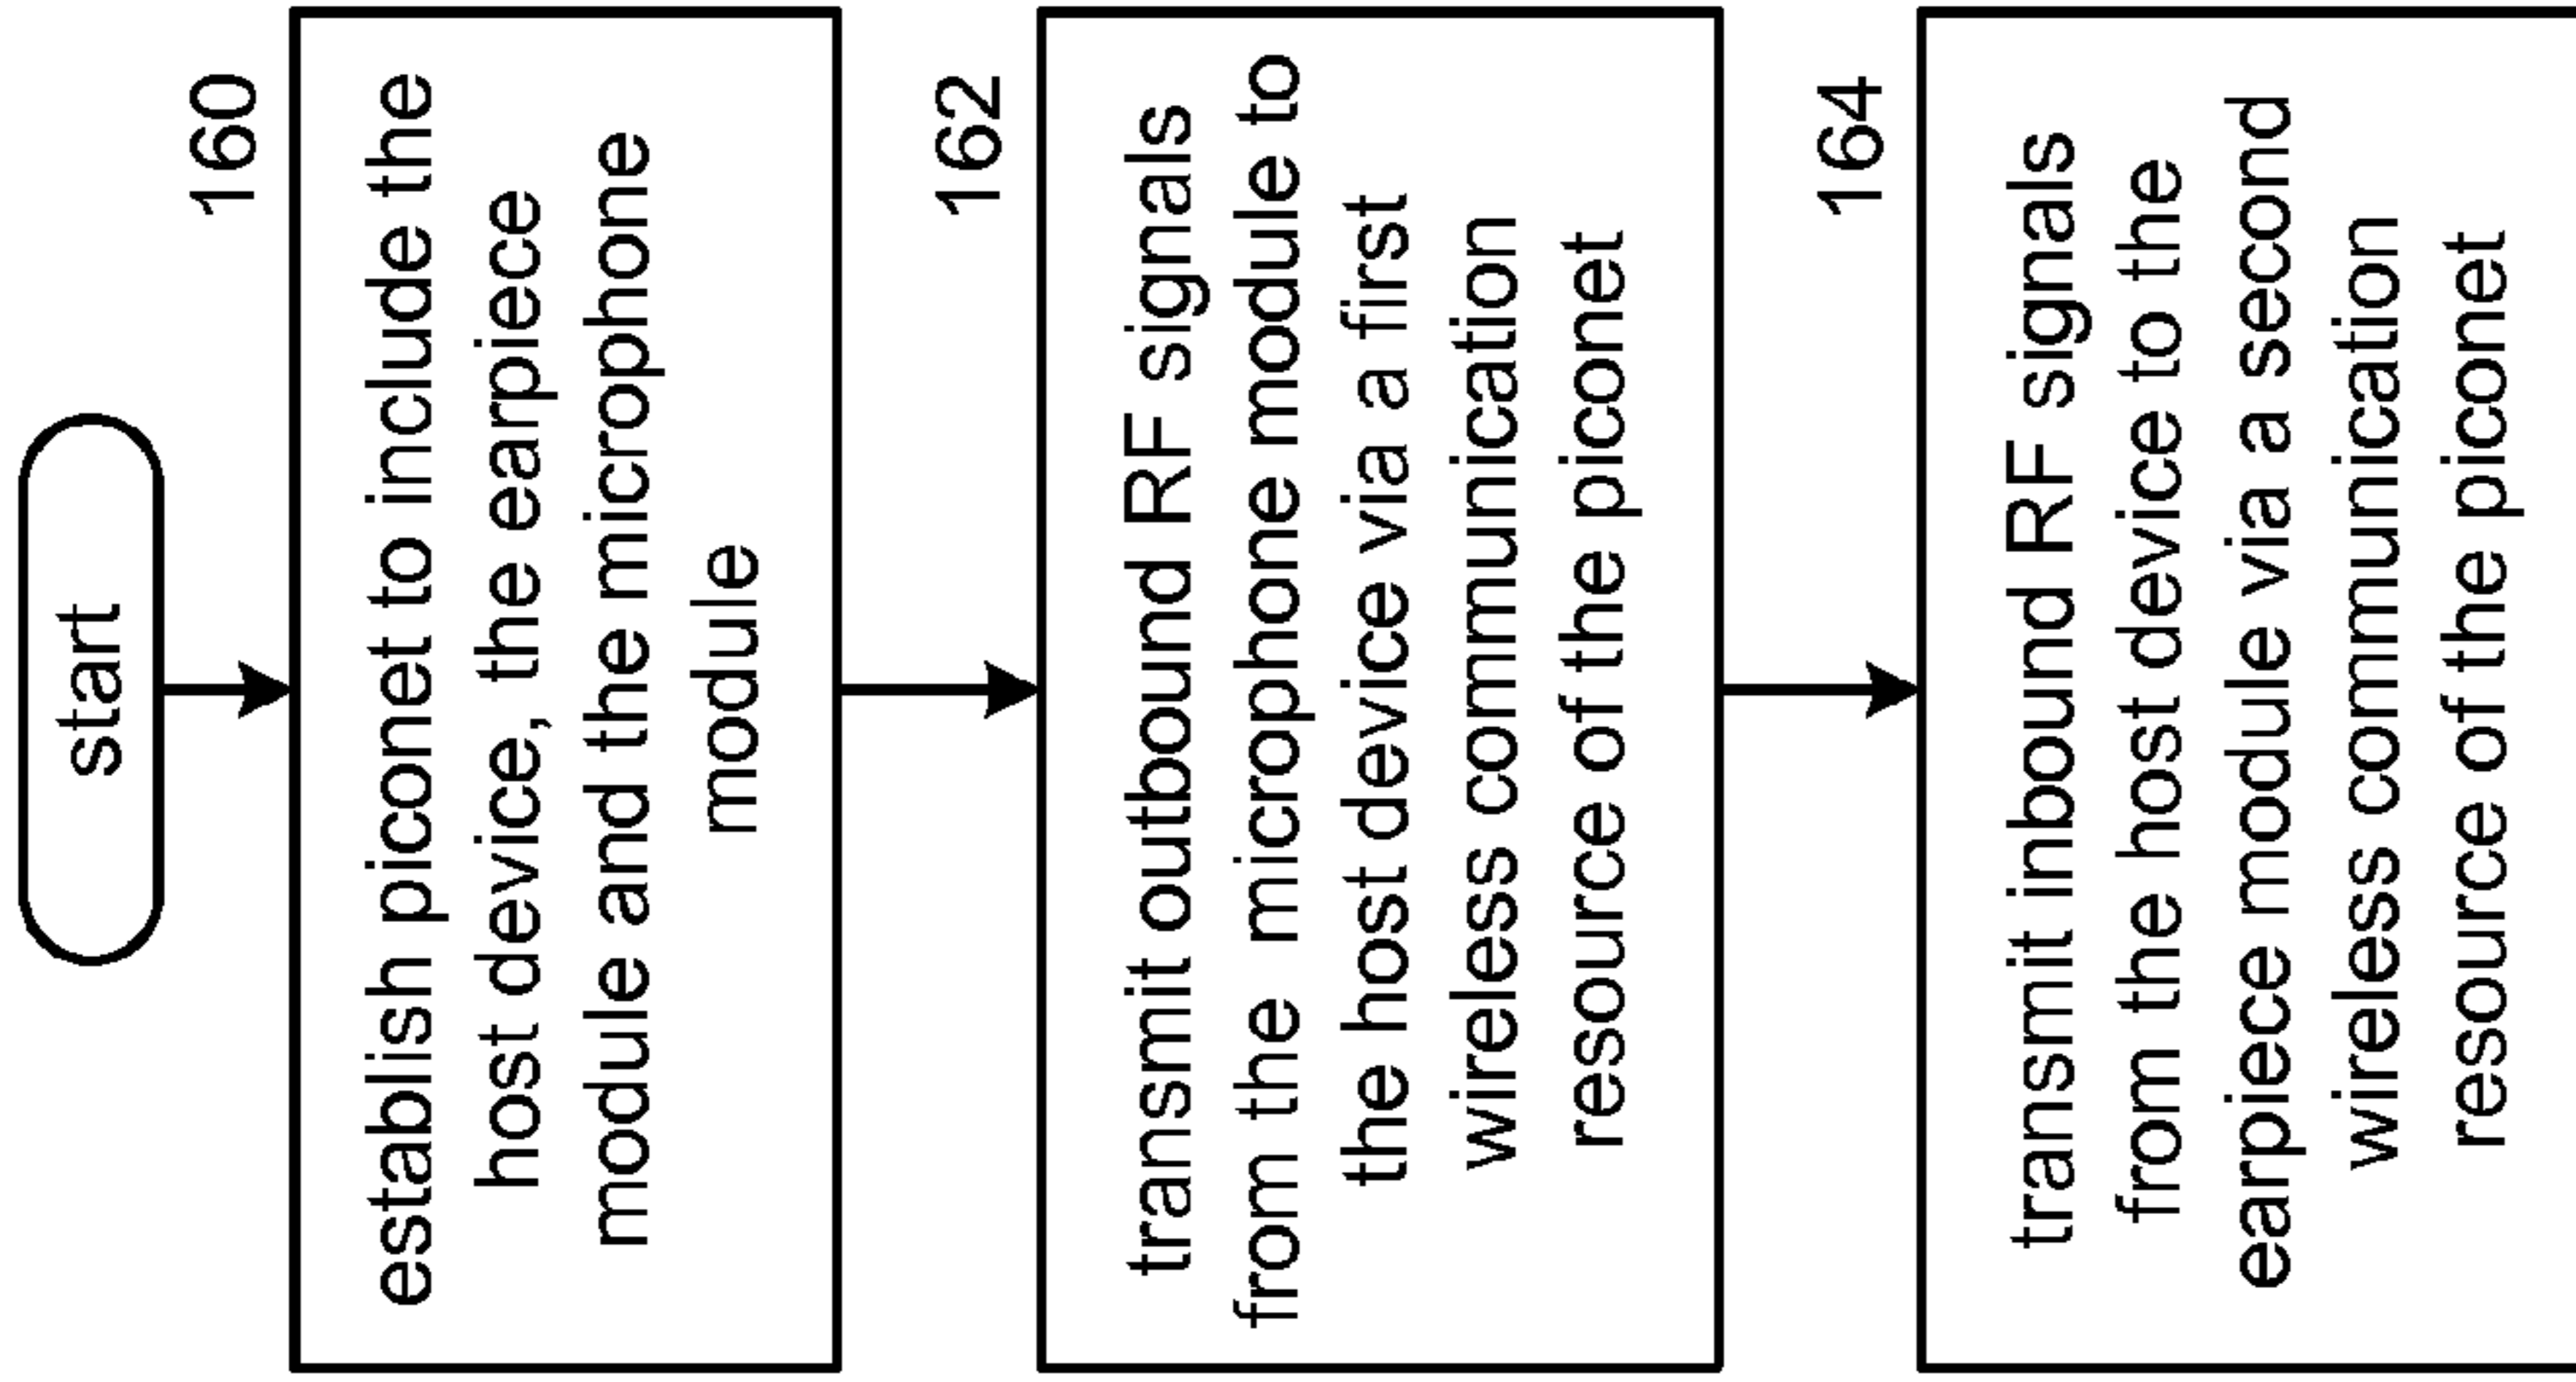 start
160
establish piconet to include the
host device, the earpiece
module and the microphone
module
162
transmit outbound RF signals
from the microphone module to
the host device via a first
wireless communication
resource of the piconet
164
transmit inbound RF signals
from the host device to the
earpiece module via a second
wireless communication
resource of the piconet